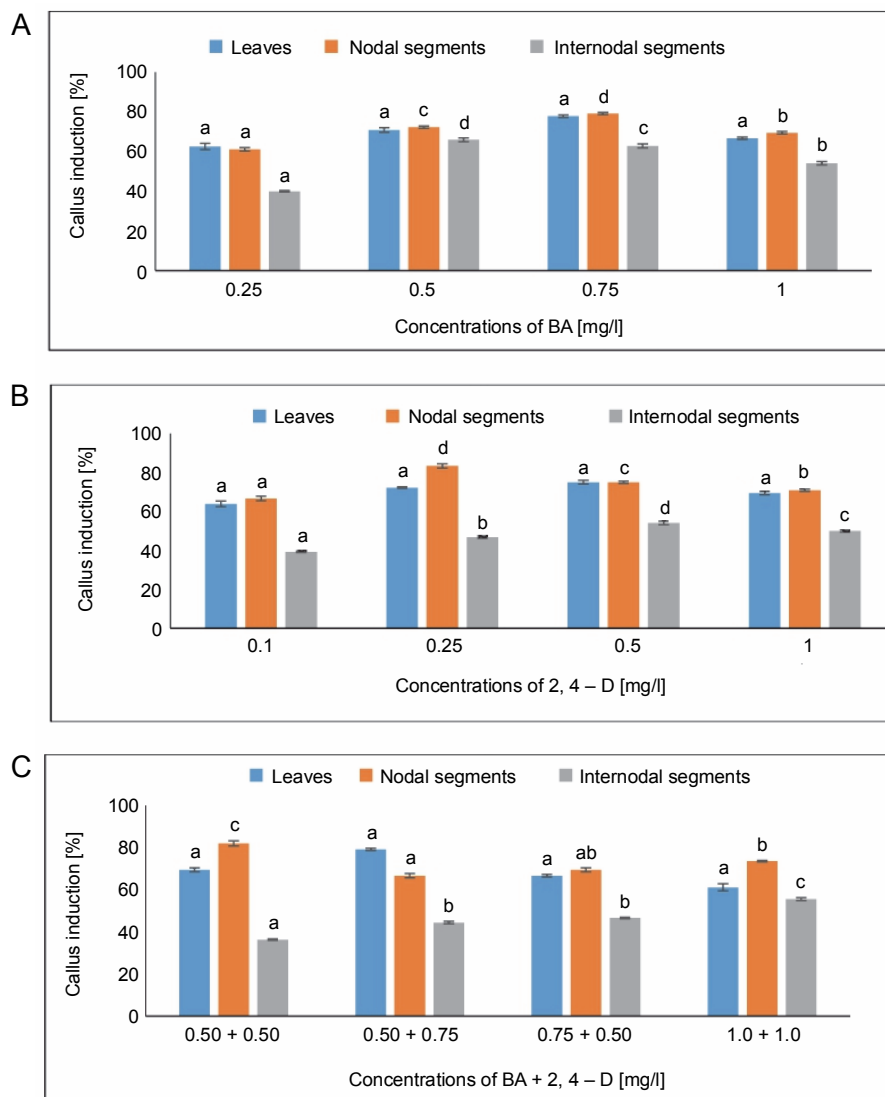 A
Leaves Nodal segments Internodal segments
Callus induction [%]
100
80
60
40
20
0
a a a
a c d
a d c
a b b
0.25 0.5 0.75 1
Concentrations of BA [mg/l]
B
Leaves Nodal segments Internodal segments
Callus induction [%]
100
80
60
40
20
0
a a a
a d b
a c d
a b c
0.1 0.25 0.5 1
Concentrations of 2, 4 – D [mg/l]
C
Leaves Nodal segments Internodal segments
Callus induction [%]
100
80
60
40
20
0
a c a
a a b
a ab b
a b c
0.50 + 0.50 0.50 + 0.75 0.75 + 0.50 1.0 + 1.0
Concentrations of BA + 2, 4 – D [mg/l]